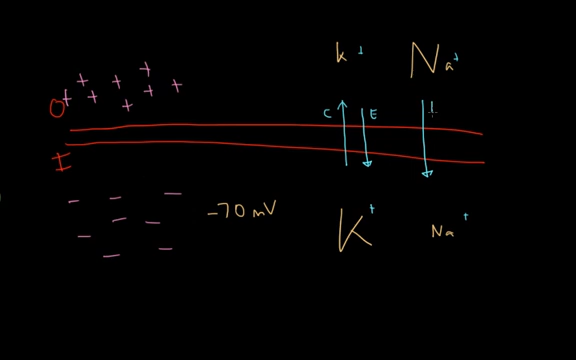 K+ Na+
O + + + + + + + +
C E
I
- - - - - - - -
-70 mV K+ Na+